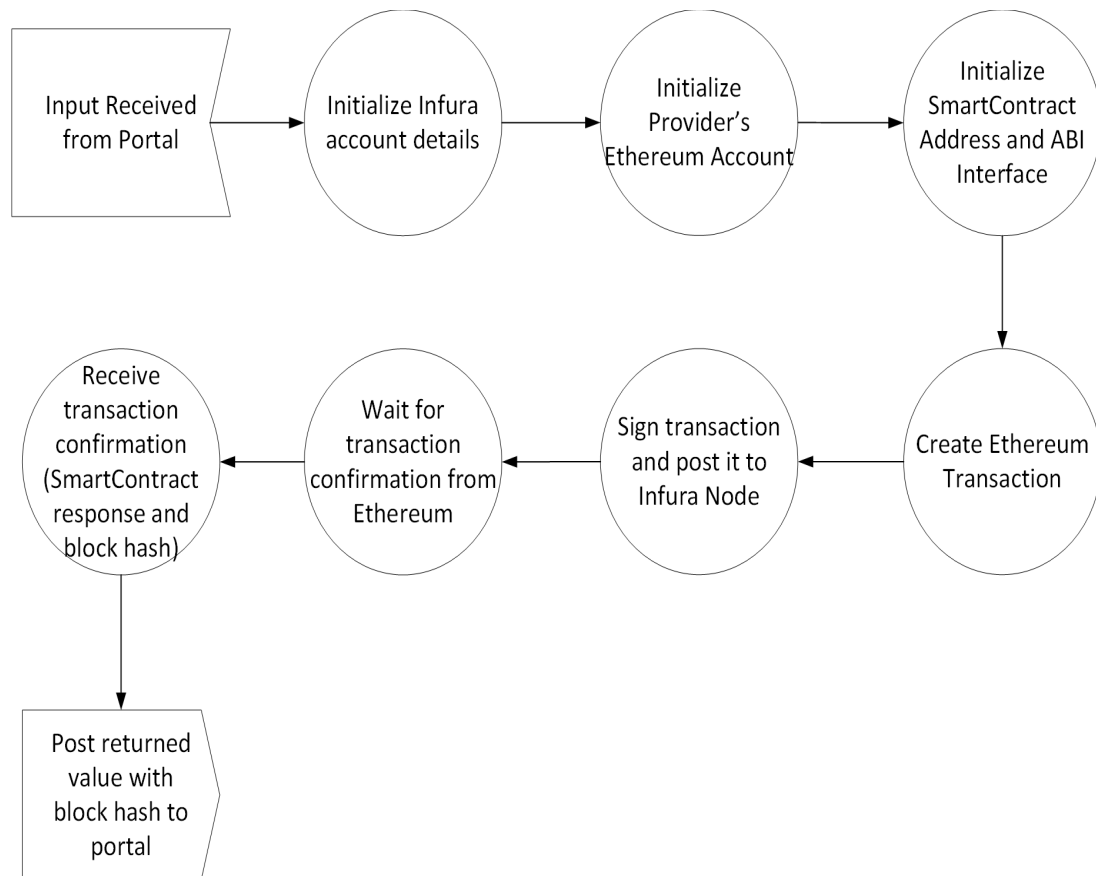 Input Received
from Portal
Initialize Infura
account details
Initialize
Provider’s
Ethereum Account
Initialize
SmartContract
Address and ABI
Interface
Create Ethereum
Transaction
Sign transaction
and post it to
Infura Node
Wait for
transaction
confirmation from
Ethereum
Receive
transaction
confirmation
(SmartContract
response and
block hash)
Post returned
value with
block hash to
portal